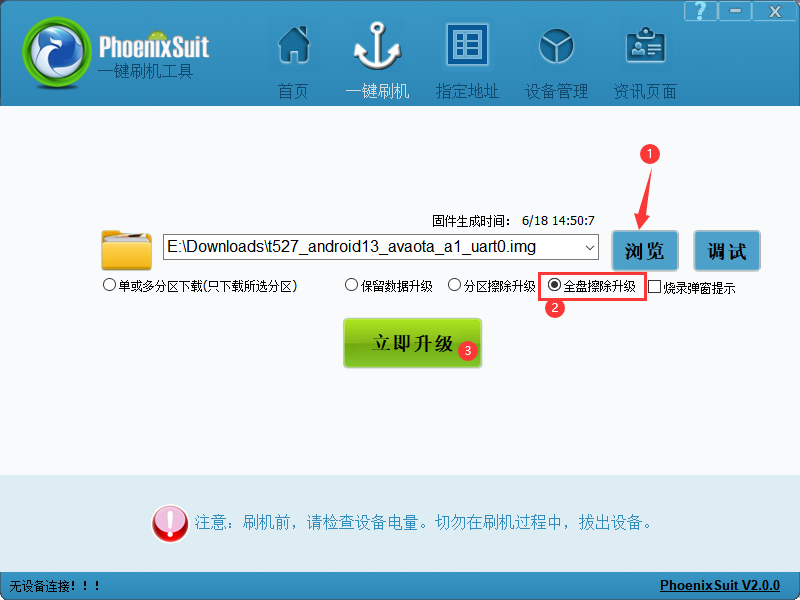 ?
PhoenixSuit
一键刷机工具
首页
一键刷机
指定地址
设备管理
资讯页面
1
固件生成时间： 6/18 14:50:7
E:\Downloads\t527_android13_avaota_a1_uart0.img
浏览
调试
单或多分区下载(只下载所选分区)
保留数据升级
分区擦除升级
全盘擦除升级
烧录弹窗提示
2
立即升级
3
注意：刷机前，请检查设备电量。切勿在刷机过程中，拔出设备。
无设备连接！！！
PhoenixSuit V2.0.0